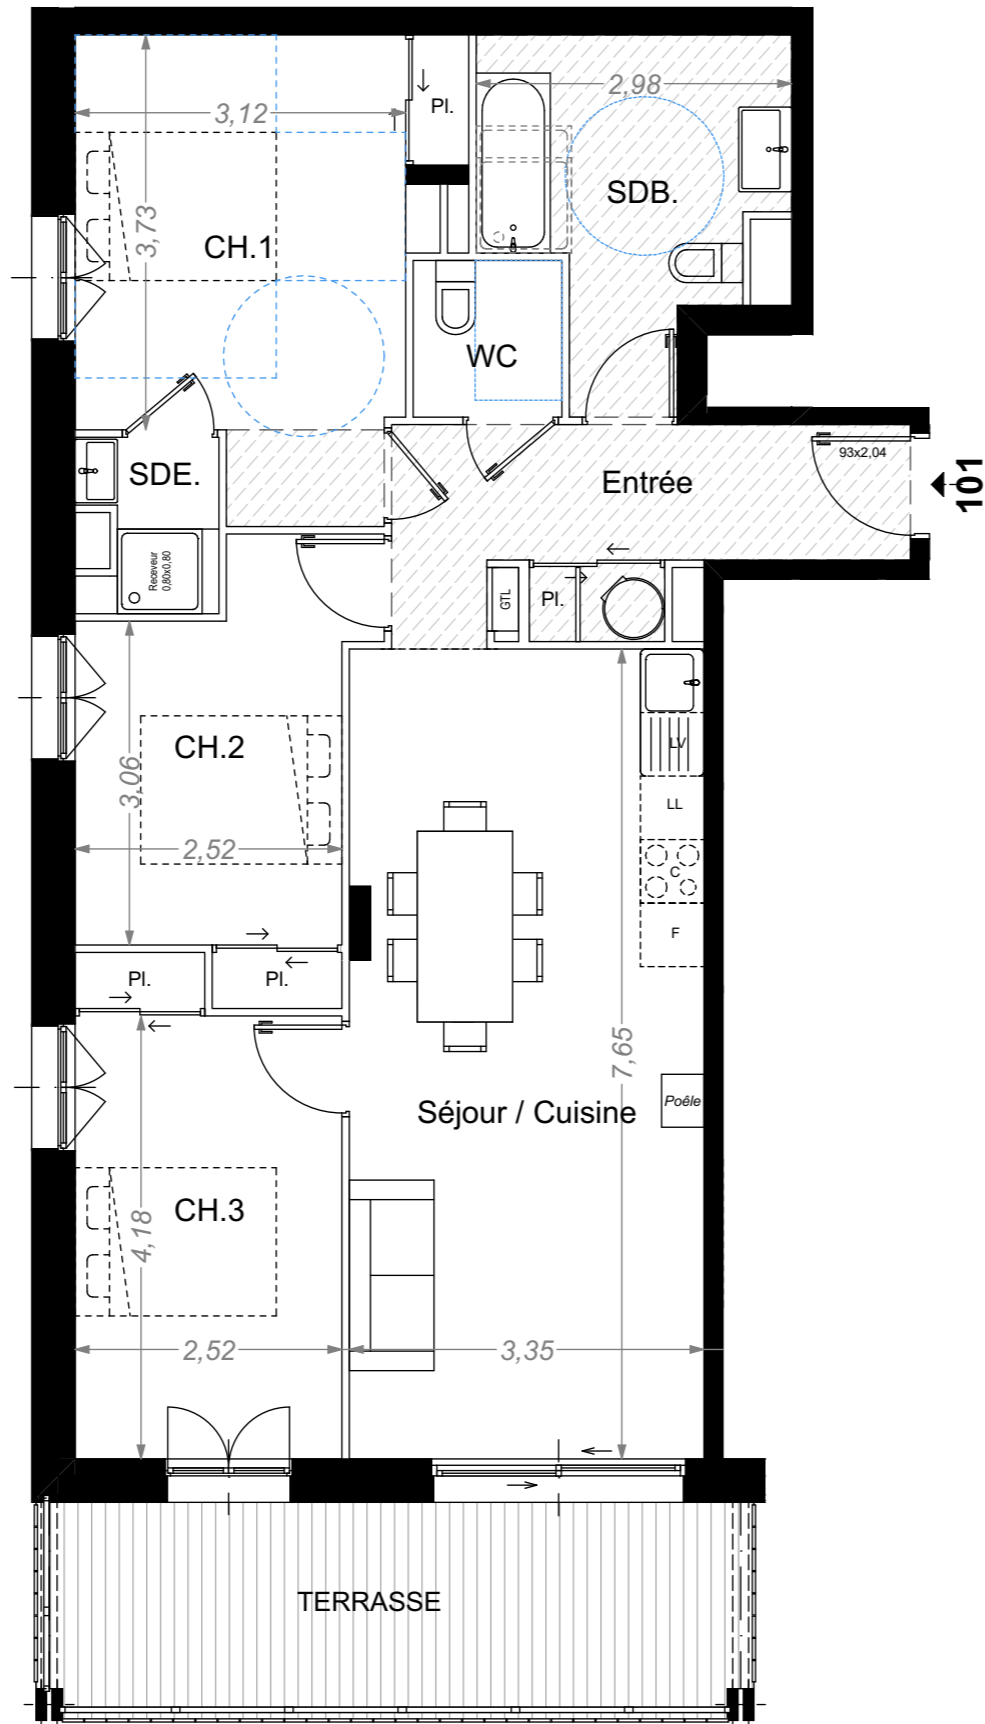 2,98
3,12
Pl.
SDB.
3,73
CH.1
WC
93x2,04
SDE.
Entrée
101
Receveur
0,80x0,80
GTL
Pl.
CH.2
LV
3,06
LL
2,52
C
F
Pl.
Pl.
7,65
Poêle
Séjour / Cuisine
CH.3
4,18
2,52
3,35
TERRASSE